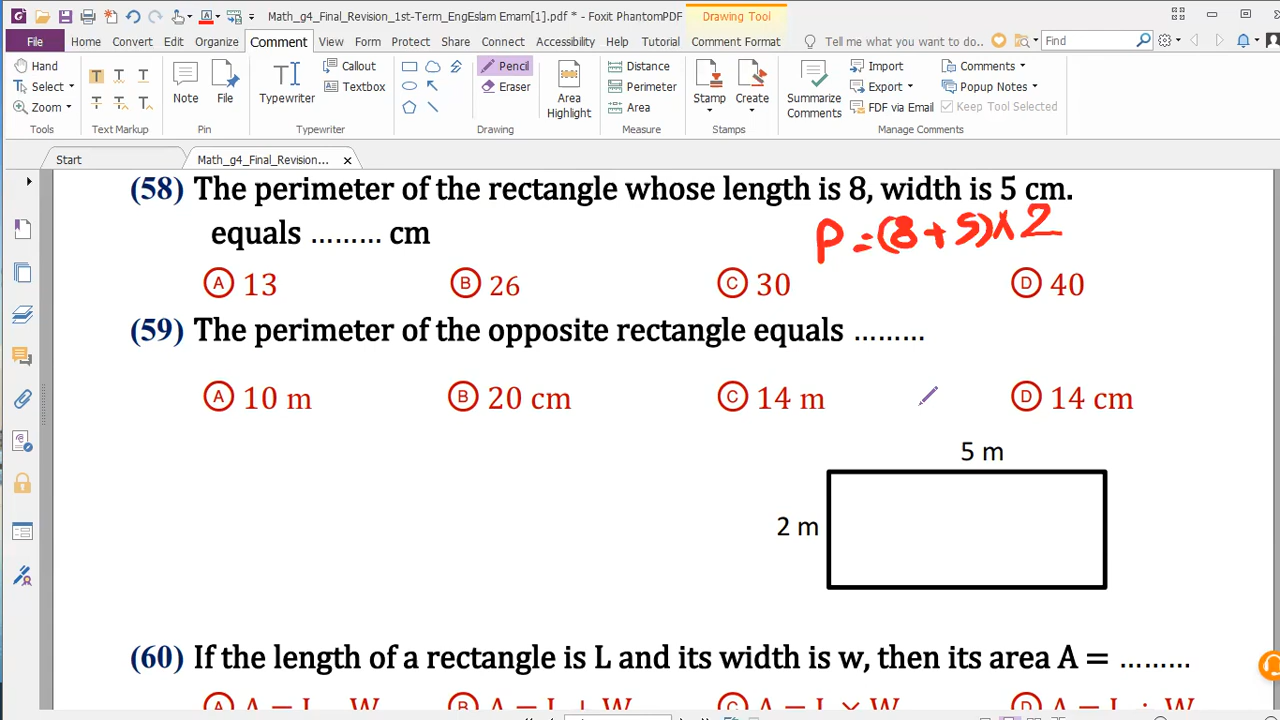 Math_g4_Final_Revision_1st-Term_EngEslam Emam[1].pdf * - Foxit PhantomPDF
Drawing Tool
File Home Convert Edit Organize Comment View Form Protect Share Connect Accessibility Help Tutorial Comment Format Tell me what you want to do.. Find
Hand
Select
Zoom
Tools
T T T
T T T
Text Markup
Note
File
Pin
Typewriter
Callout
Textbox
Typewriter
Pencil
Eraser
Drawing
Area
Highlight
Distance
Perimeter
Area
Measure
Stamp
Create
Stamps
Summarize
Comments
Import
Export
FDF via Email
Comments
Popup Notes
Keep Tool Selected
Manage Comments
Start
Math_g4_Final_Revision...
(58) The perimeter of the rectangle whose length is 8, width is 5 cm.
equals ……… cm
P = (8 + 5) x 2
A 13 B 26 C 30 D 40
(59) The perimeter of the opposite rectangle equals ………
A 10 m B 20 cm C 14 m D 14 cm
5 m
2 m
(60) If the length of a rectangle is L and its width is w, then its area A = ………
A A = L − W B A = L + W C A = L × W D A = L ÷ W